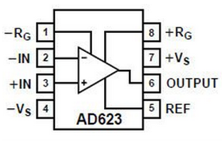 −RG 1 8 +RG
−IN 2 − 7 +VS
+IN 3 + 6 OUTPUT
−VS 4 5 REF
AD623